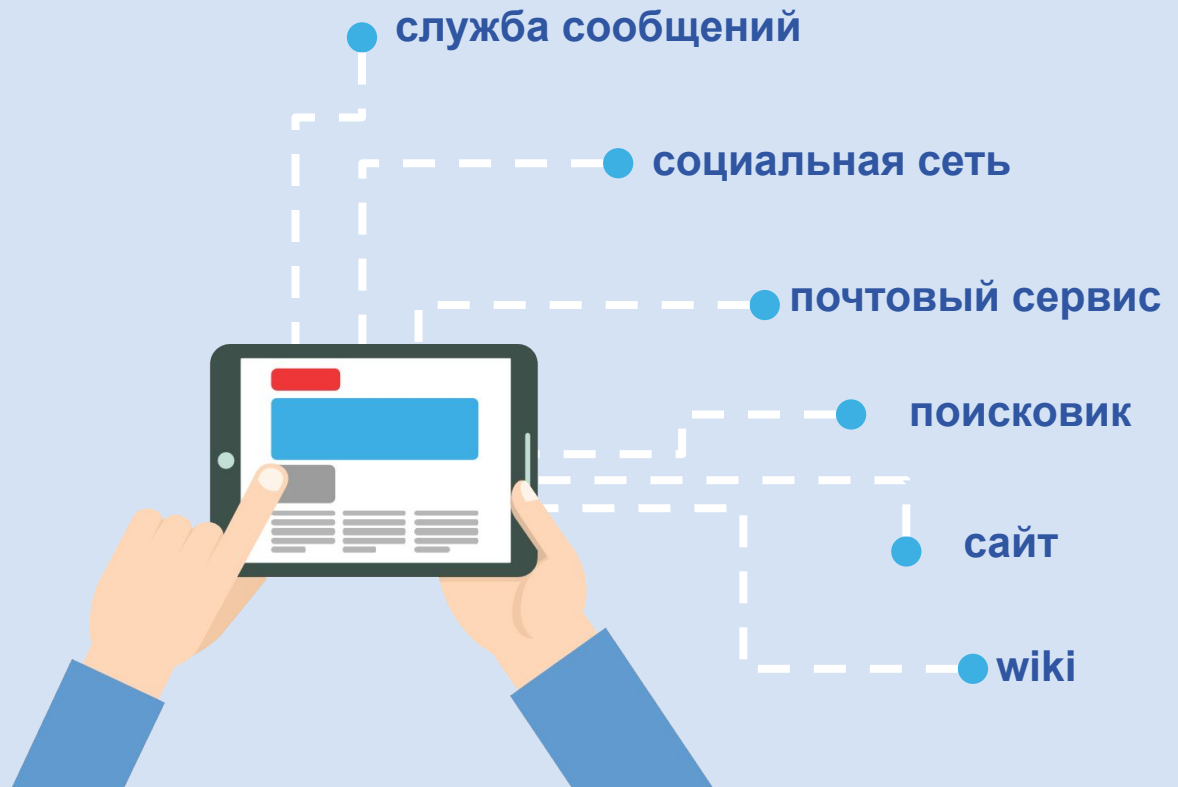 служба сообщений
социальная сеть
почтовый сервис
поисковик
сайт
wiki